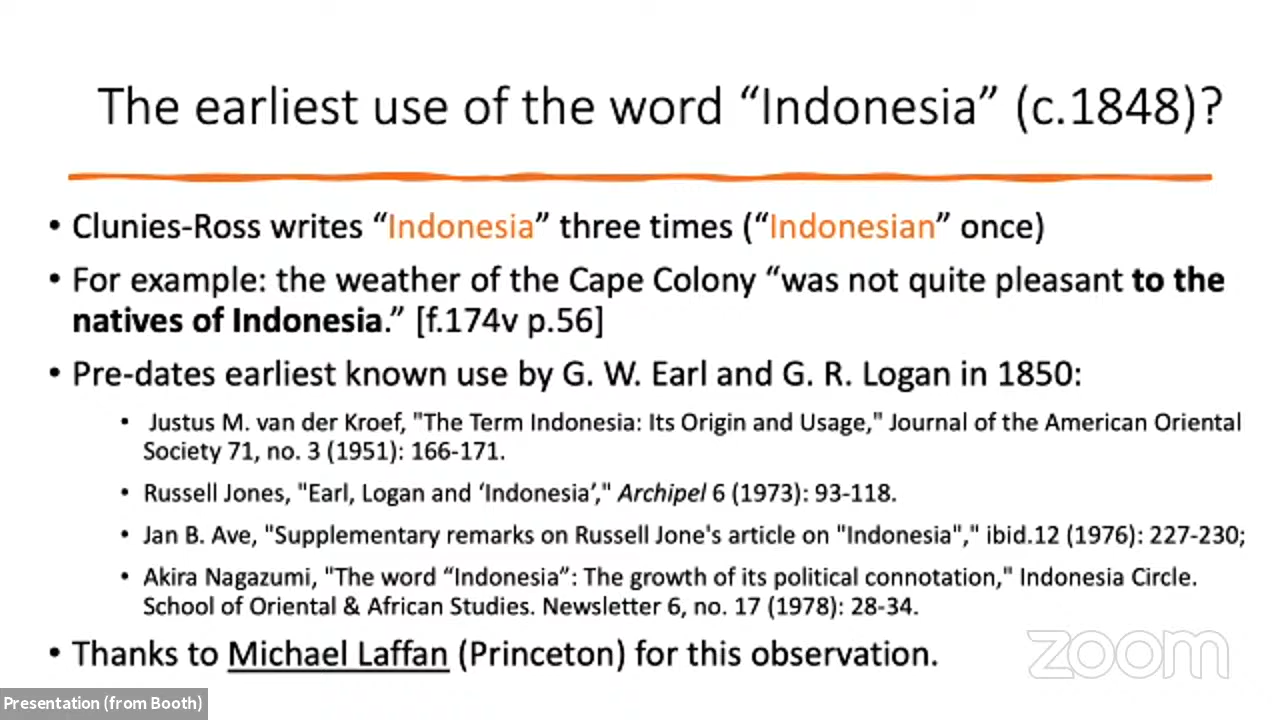 The earliest use of the word “Indonesia” (c.1848)?
• Clunies-Ross writes “Indonesia” three times (“Indonesian” once)
• For example: the weather of the Cape Colony “was not quite pleasant to the
natives of Indonesia.” [f.174v p.56]
• Pre-dates earliest known use by G. W. Earl and G. R. Logan in 1850:
• Justus M. van der Kroef, "The Term Indonesia: Its Origin and Usage," Journal of the American Oriental
Society 71, no. 3 (1951): 166-171.
• Russell Jones, "Earl, Logan and ‘Indonesia’," Archipel 6 (1973): 93-118.
• Jan B. Ave, "Supplementary remarks on Russell Jone's article on "Indonesia"," ibid.12 (1976): 227-230;
• Akira Nagazumi, "The word “Indonesia”: The growth of its political connotation," Indonesia Circle.
School of Oriental & African Studies. Newsletter 6, no. 17 (1978): 28-34.
• Thanks to Michael Laffan (Princeton) for this observation.
zoom
Presentation (from Booth)